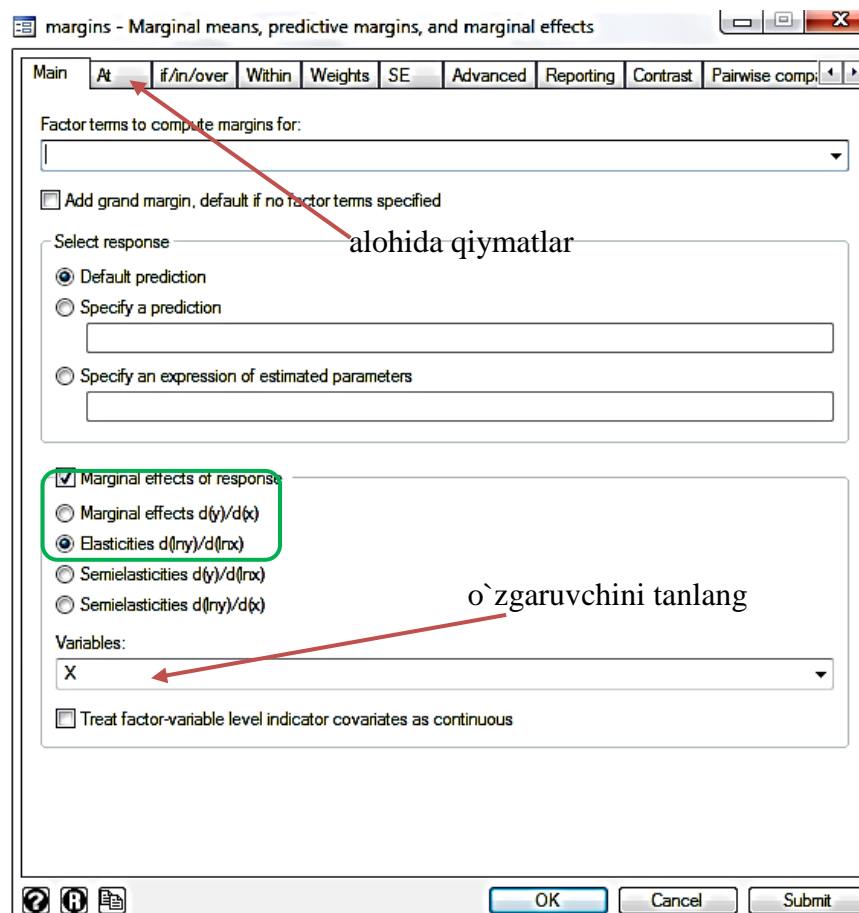 margins - Marginal means, predictive margins, and marginal effects
Main At if/in/over Within Weights SE Advanced Reporting Contrast Pairwise comp
Factor terms to compute margins for:
Add grand margin, default if no factor terms specified
alohida qiymatlar
Select response
Default prediction
Specify a prediction
Specify an expression of estimated parameters
Marginal effects of response
Marginal effects d(y)/d(x)
Elasticities d(lny)/d(lnx)
Semielasticities d(y)/d(lnx)
Semielasticities d(lny)/d(x)
o`zgaruvchini tanlang
Variables:
X
Treat factor-variable level indicator covariates as continuous
? R OK Cancel Submit